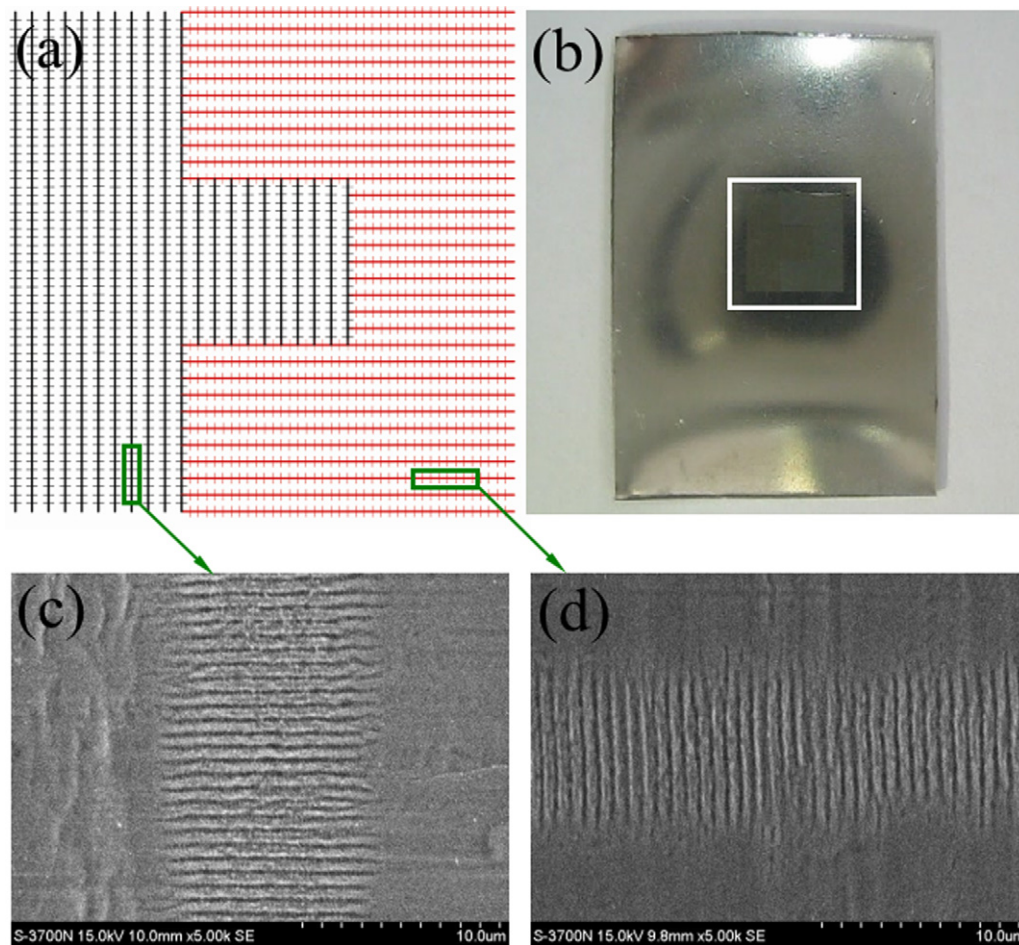 (a)
(b)
(c)
(d)
S-3700N 15.0kV 10.0mm x5.00k SE
10.0um
S-3700N 15.0kV 9.8mm x5.00k SE
10.0um